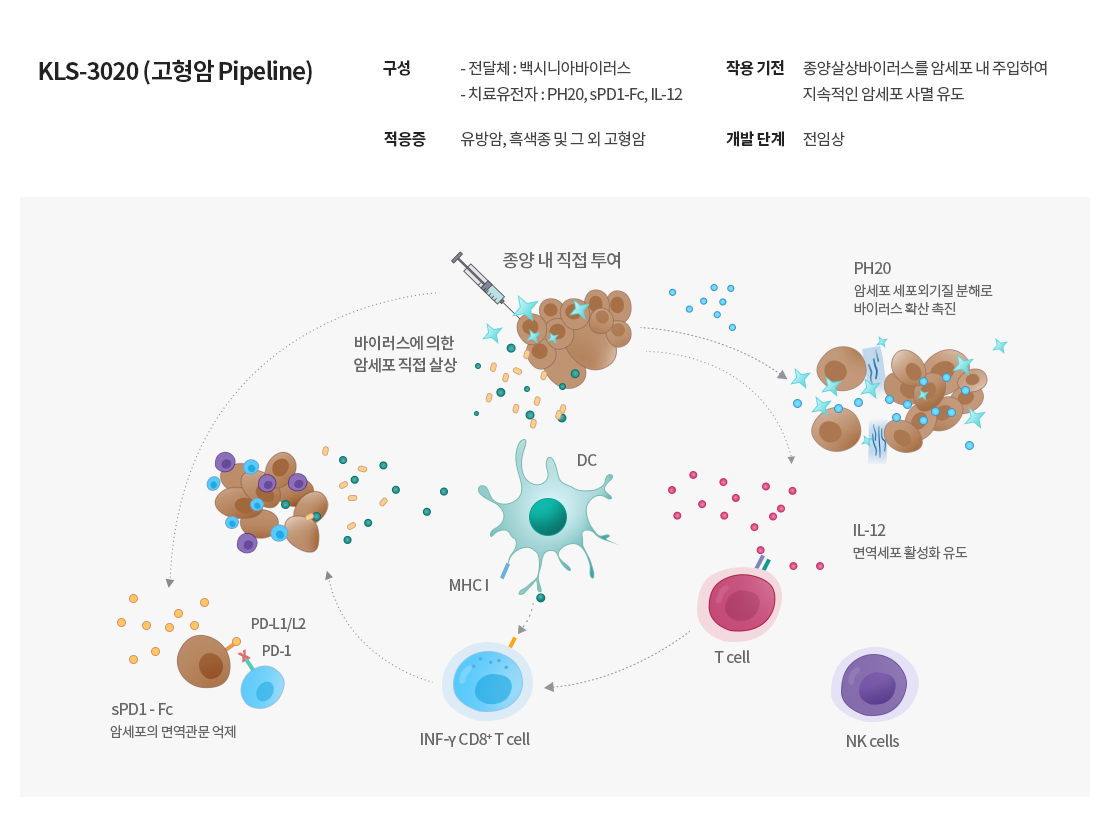 KLS-3020 (고형암 Pipeline)
구성
- 전달체 : 백시니아바이러스
- 치료유전자 : PH20, sPD1-Fc, IL-12
적응증
유방암, 흑색종 및 그 외 고형암
작용 기전
종양살상바이러스를 암세포 내 주입하여
지속적인 암세포 사멸 유도
개발 단계
전임상
종양 내 직접 투여
바이러스에 의한
암세포 직접 살상
PH20
암세포 세포외기질 분해로
바이러스 확산 촉진
DC
MHC I
IL-12
면역세포 활성화 유도
PD-L1/L2
PD-1
sPD1 - Fc
암세포의 면역관문 억제
T cell
INF-γ CD8⁺ T cell
NK cells